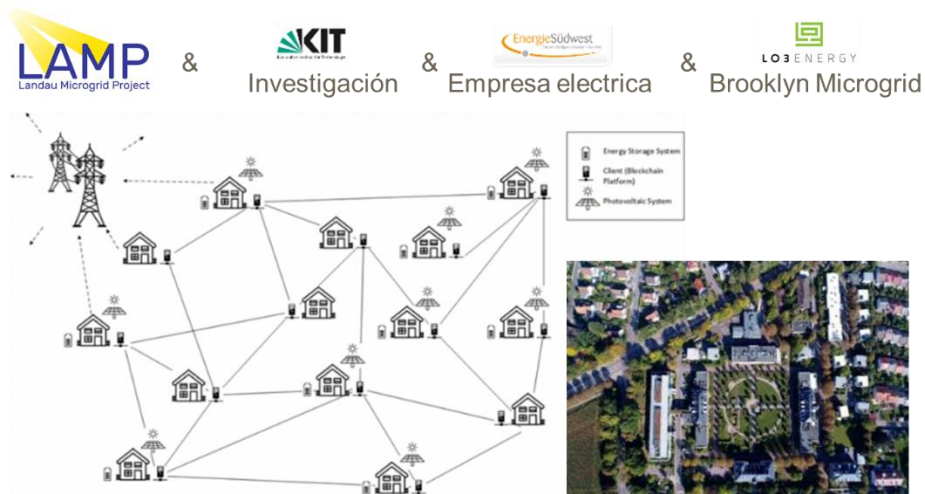 LAMP
Landau Microgrid Project
&
KIT
Investigación
&
EnergieSüdwest
Empresa electrica
&
LO3ENERGY
Brooklyn Microgrid
Energy Storage System
Client (Blockchain
Platform)
Photovoltaic System